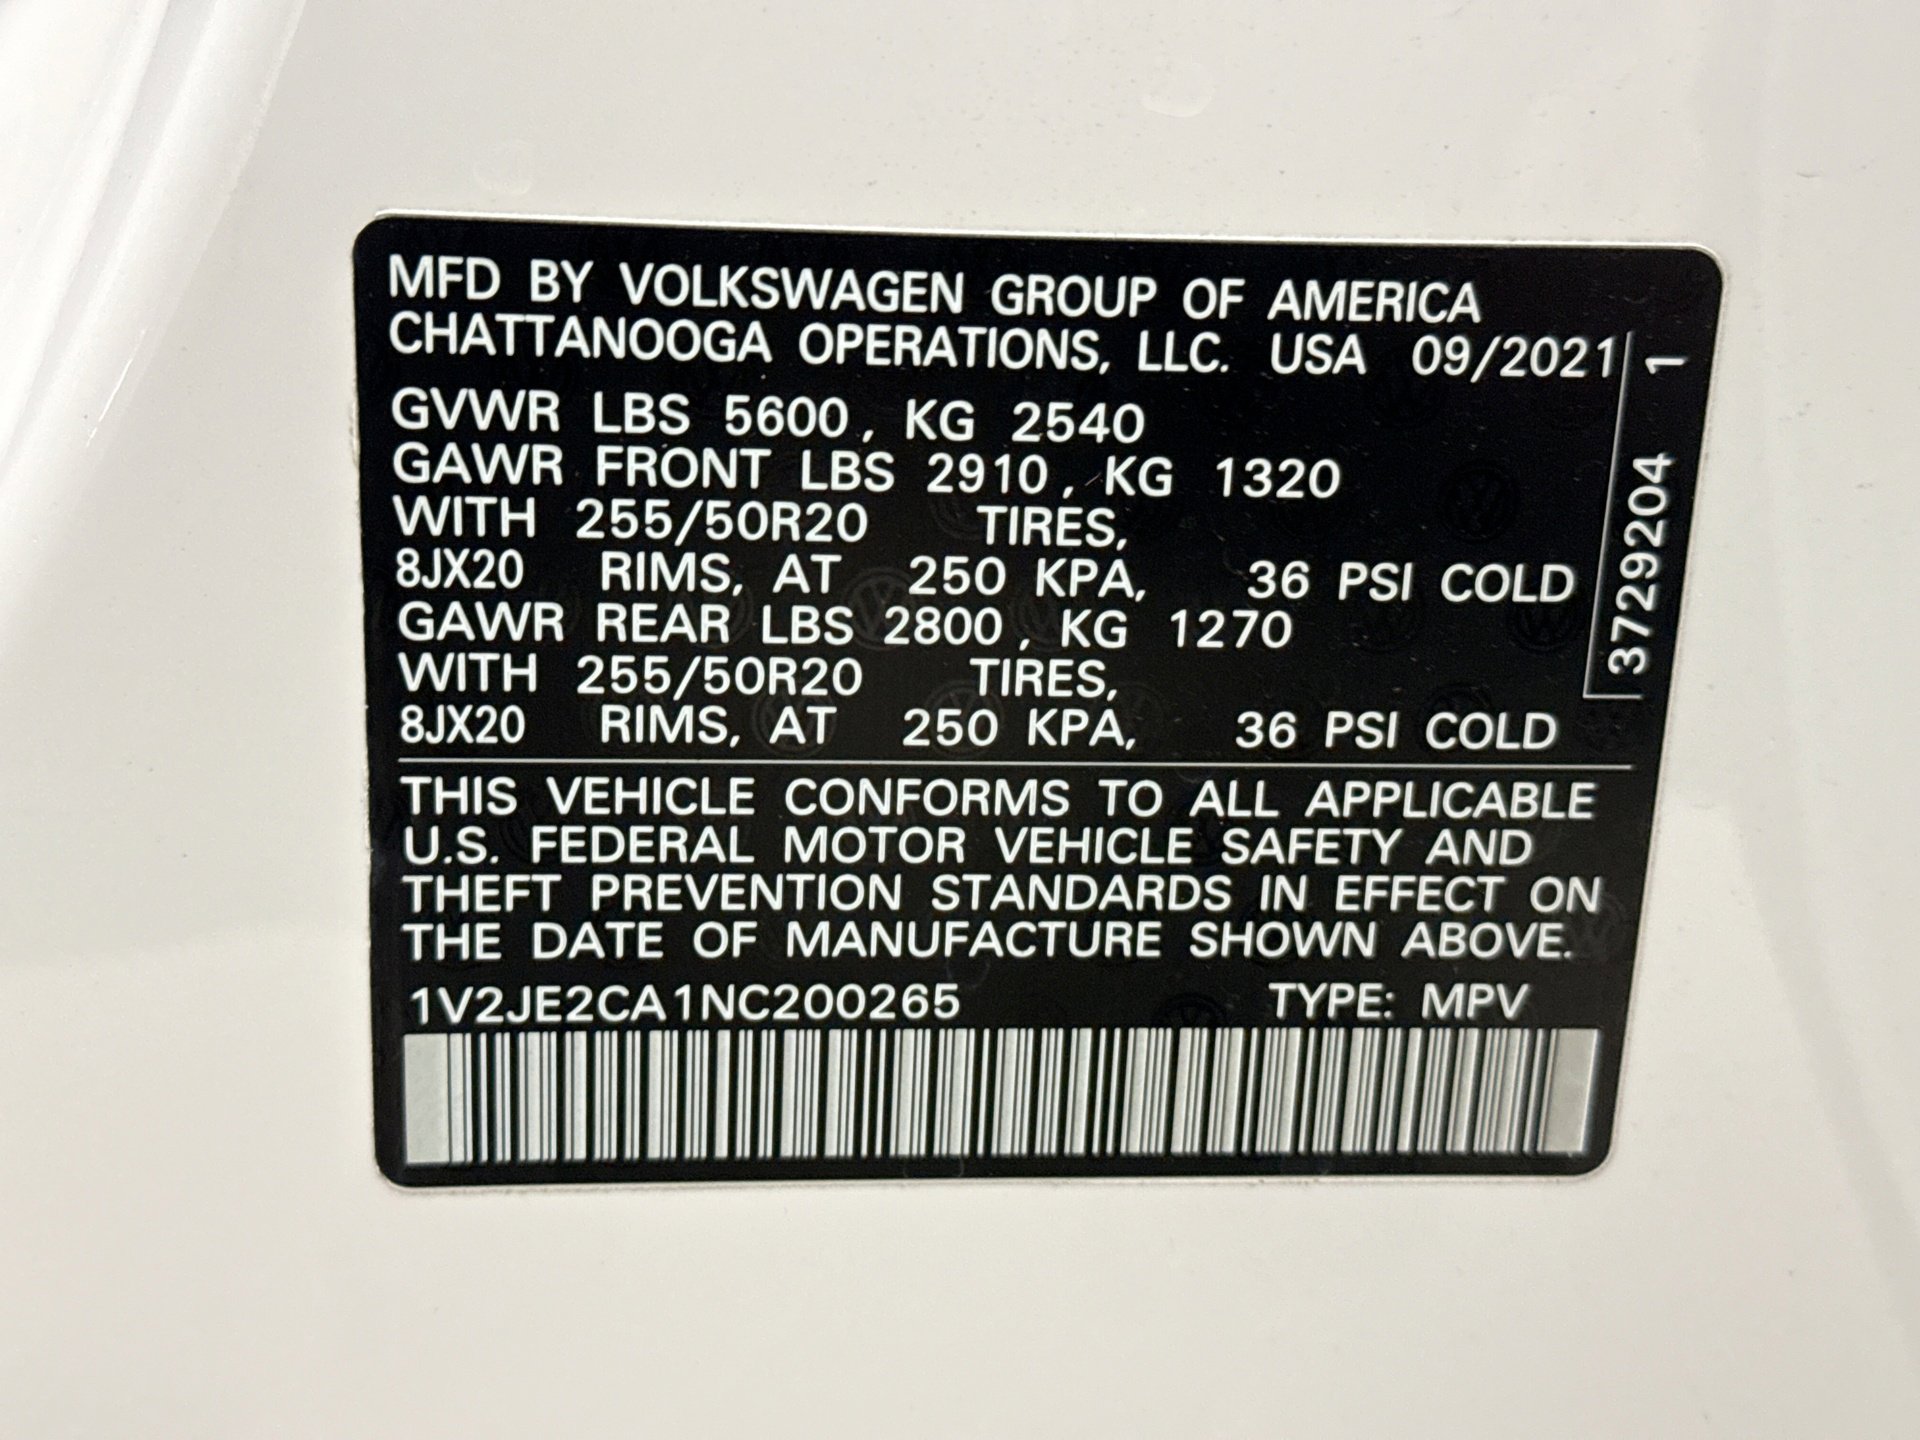 MFD BY VOLKSWAGEN GROUP OF AMERICA
CHATTANOOGA OPERATIONS, LLC. USA 09/2021
GVWR LBS 5600, KG 2540
GAWR FRONT LBS 2910, KG 1320
WITH 255/50R20 TIRES,
8JX20 RIMS, AT 250 KPA, 36 PSI COLD
GAWR REAR LBS 2800, KG 1270
WITH 255/50R20 TIRES,
8JX20 RIMS, AT 250 KPA, 36 PSI COLD
3729204 1
THIS VEHICLE CONFORMS TO ALL APPLICABLE
U.S. FEDERAL MOTOR VEHICLE SAFETY AND
THEFT PREVENTION STANDARDS IN EFFECT ON
THE DATE OF MANUFACTURE SHOWN ABOVE.
1V2JE2CA1NC200265 TYPE: MPV